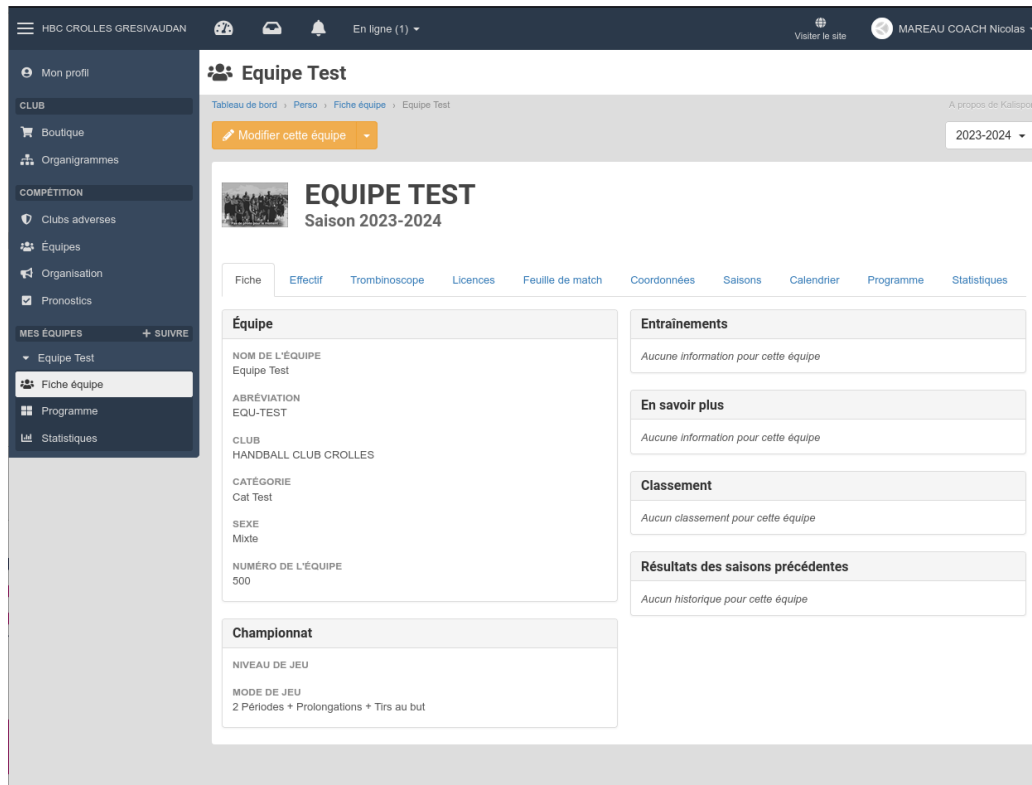 HBC CROLLES GRESIVAUDAN
En ligne (1)
Visiter le site
MAREAU COACH Nicolas
Mon profil
CLUB
Boutique
Organigrammes
COMPÉTITION
Clubs adverses
Équipes
Organisation
Pronostics
MES ÉQUIPES + SUIVRE
Equipe Test
Fiche équipe
Programme
Statistiques
Equipe Test
Tableau de bord › Perso › Fiche équipe › Equipe Test
A propos de Kalispor
Modifier cette équipe
2023-2024
EQUIPE TEST
Saison 2023-2024
Fiche Effectif Trombinoscope Licences Feuille de match Coordonnées Saisons Calendrier Programme Statistiques
Équipe
NOM DE L'ÉQUIPE
Equipe Test
ABRÉVIATION
EQU-TEST
CLUB
HANDBALL CLUB CROLLES
CATÉGORIE
Cat Test
SEXE
Mixte
NUMÉRO DE L'ÉQUIPE
500
Championnat
NIVEAU DE JEU
MODE DE JEU
2 Périodes + Prolongations + Tirs au but
Entraînements
Aucune information pour cette équipe
En savoir plus
Aucune information pour cette équipe
Classement
Aucun classement pour cette équipe
Résultats des saisons précédentes
Aucun historique pour cette équipe